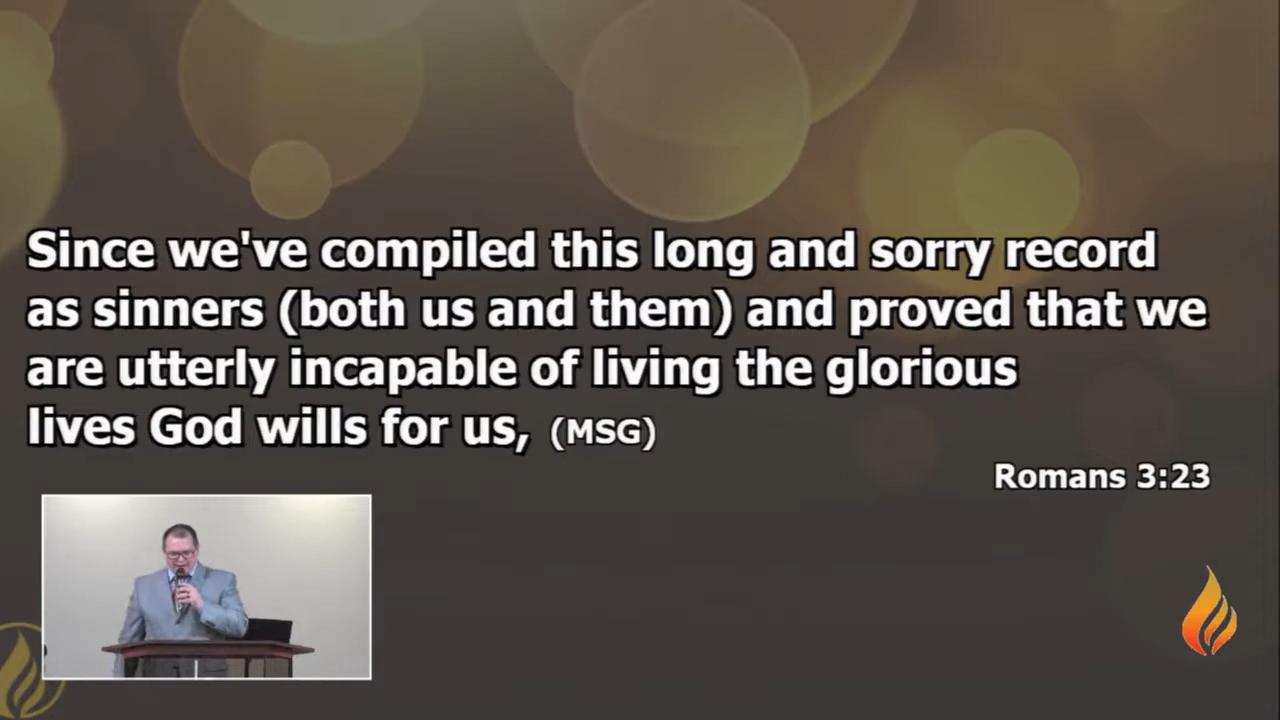 Since we've compiled this long and sorry record
as sinners (both us and them) and proved that we
are utterly incapable of living the glorious
lives God wills for us, (MSG)
Romans 3:23